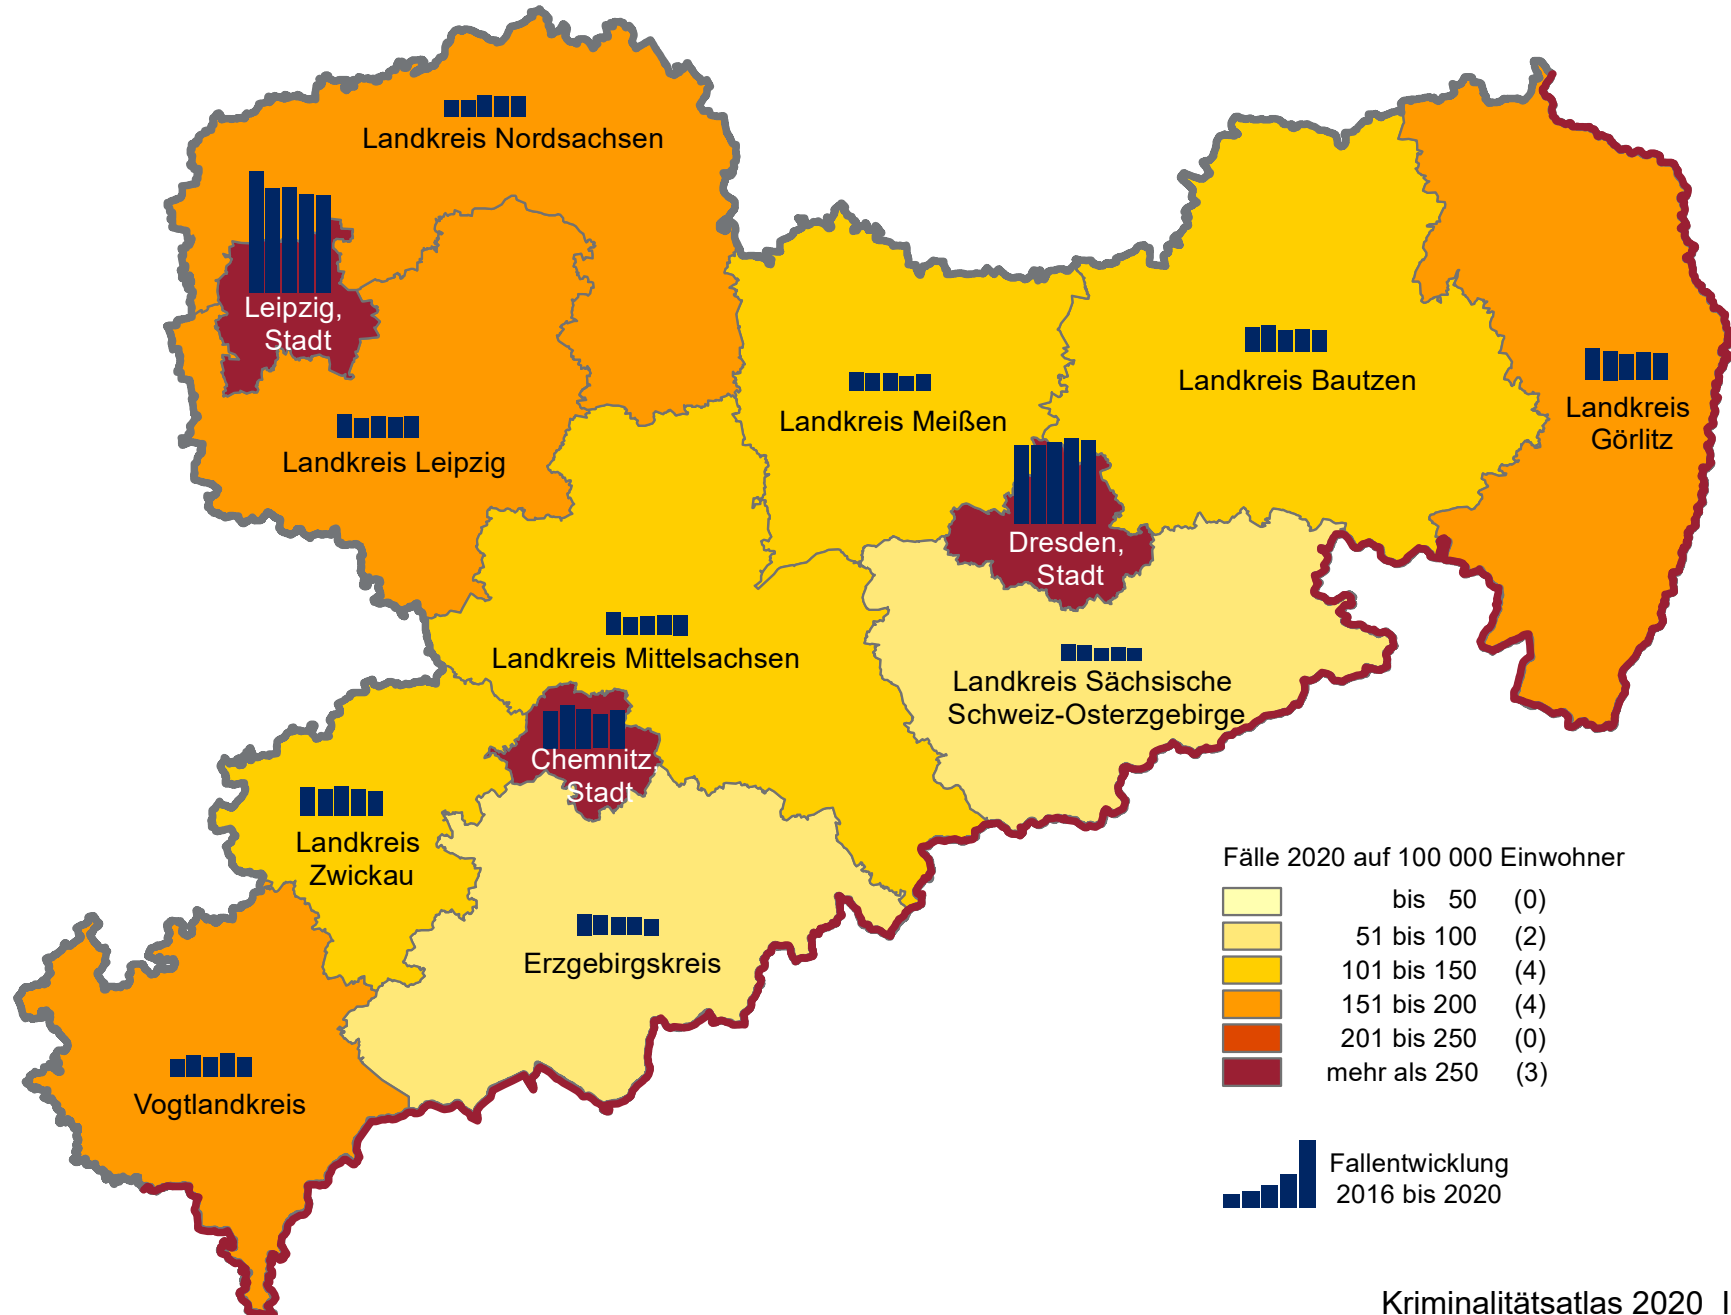 Landkreis Nordsachsen
Leipzig,
Stadt
Landkreis Leipzig
Landkreis Meißen
Landkreis Bautzen
Landkreis
Görlitz
Dresden,
Stadt
Landkreis Mittelsachsen
Landkreis Sächsische
Schweiz-Osterzgebirge
Chemnitz,
Stadt
Landkreis
Zwickau
Erzgebirgskreis
Vogtlandkreis
Fälle 2020 auf 100 000 Einwohner
bis 50 (0)
51 bis 100 (2)
101 bis 150 (4)
151 bis 200 (4)
201 bis 250 (0)
mehr als 250 (3)
Fallentwicklung
2016 bis 2020
Kriminalitätsatlas 2020 |